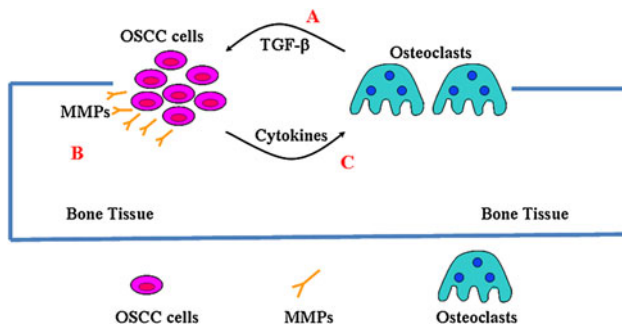 A
OSCC cells
TGF-β
Osteoclasts
MMPs
Cytokines
B
C
Bone Tissue
Bone Tissue
OSCC cells
MMPs
Osteoclasts